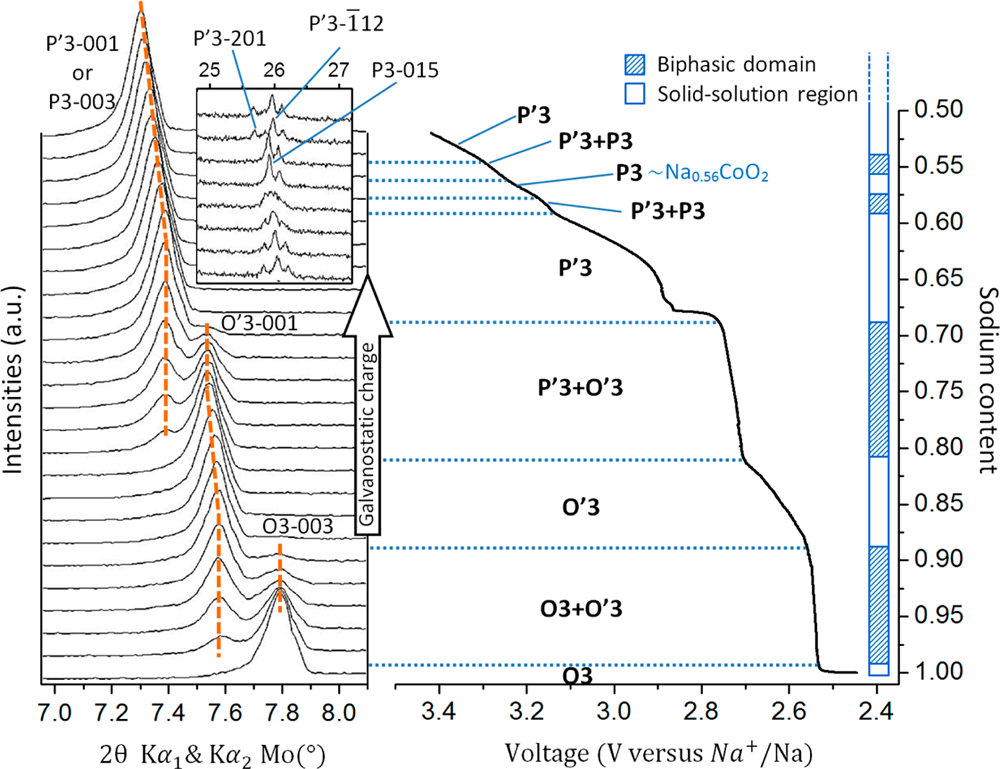 P'3-001
or
P3-003
P'3-201
P'3-1̅12
P3-015
25 26 27
O'3-001
O3-003
Galvanostatic charge
Intensities (a.u.)
7.0 7.2 7.4 7.6 7.8 8.0
2θ Kα₁& Kα₂ Mo(°)
Biphasic domain
Solid-solution region
P'3
P'3+P3
P3 ~Na₀.₅₆CoO₂
P'3+P3
P'3
P'3+O'3
O'3
O3+O'3
O3
3.4 3.2 3.0 2.8 2.6 2.4
Voltage (V versus Na⁺/Na)
0.50
0.55
0.60
0.65
0.70
0.75
0.80
0.85
0.90
0.95
1.00
Sodium content